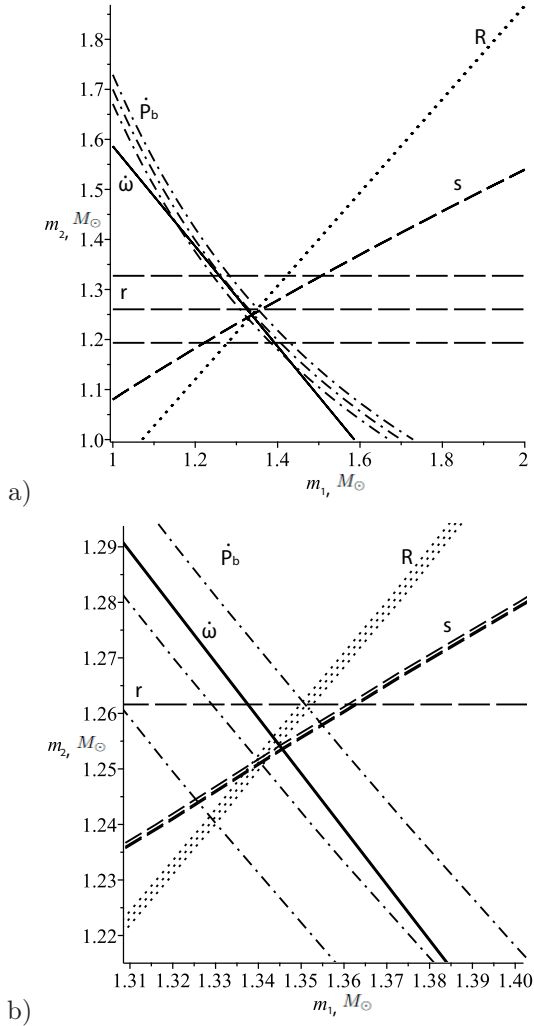 1.8
R
1.7
Ṗb
1.6
ω̇
s
1.5
m₂, M⊙
1.4
1.3
r
1.2
1.1
1.0
1 1.2 1.4 1.6 1.8 2
m₁, M⊙
a)
1.29
Ṗb
R
1.28
ω̇
s
1.27
r
1.26
m₂, M⊙
1.25
1.24
1.23
1.22
1.31 1.32 1.33 1.34 1.35 1.36 1.37 1.38 1.39 1.40
m₁, M⊙
b)